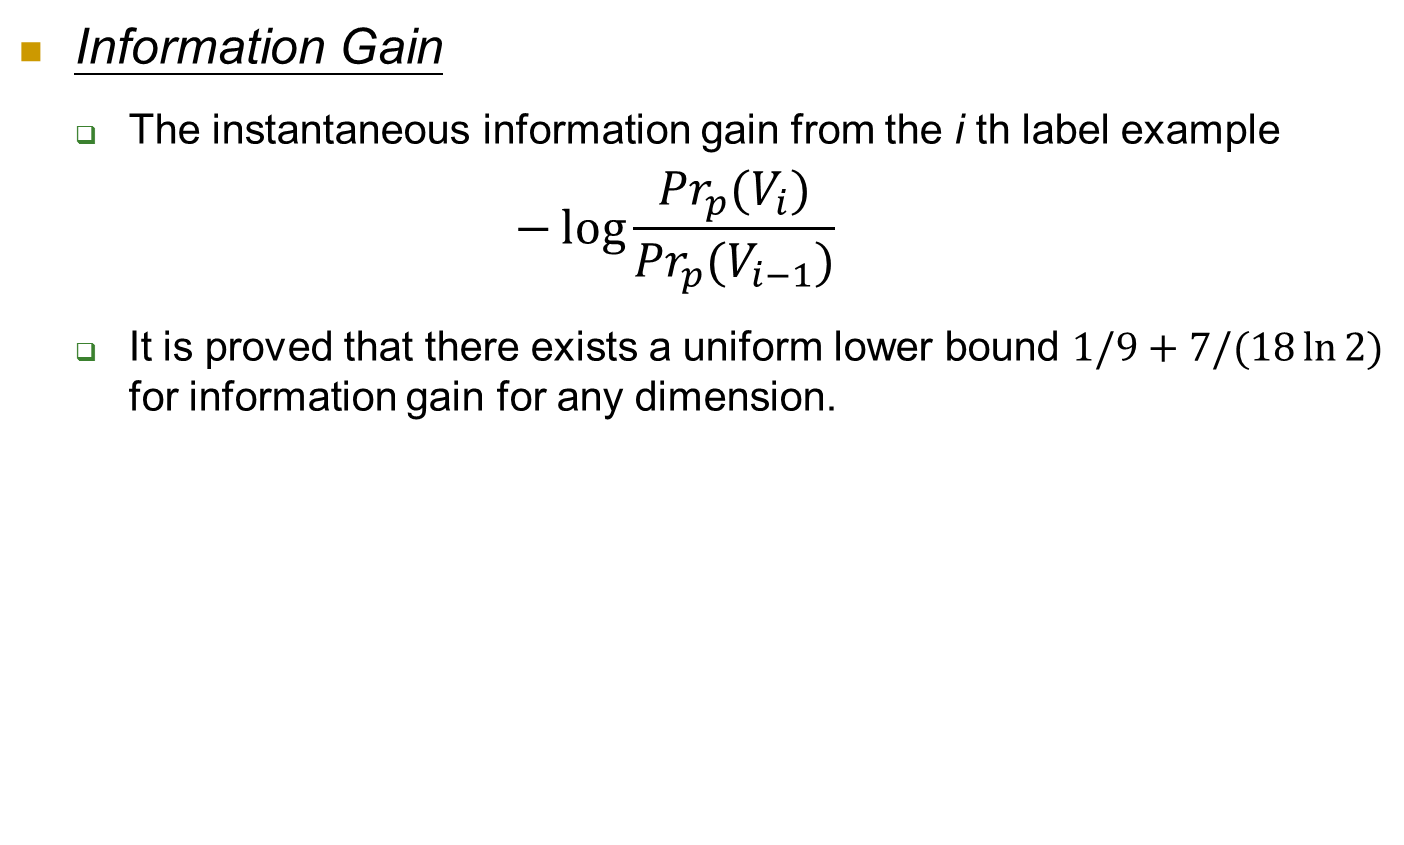 Information Gain
The instantaneous information gain from the i th label example
− log Pr_p(V_i) / Pr_p(V_{i−1})
It is proved that there exists a uniform lower bound 1/9 + 7/(18 ln 2)
for information gain for any dimension.